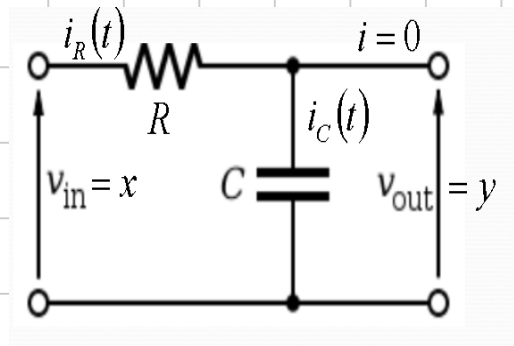 i_R(t)
i = 0
R
i_C(t)
v_in = x
C
v_out = y